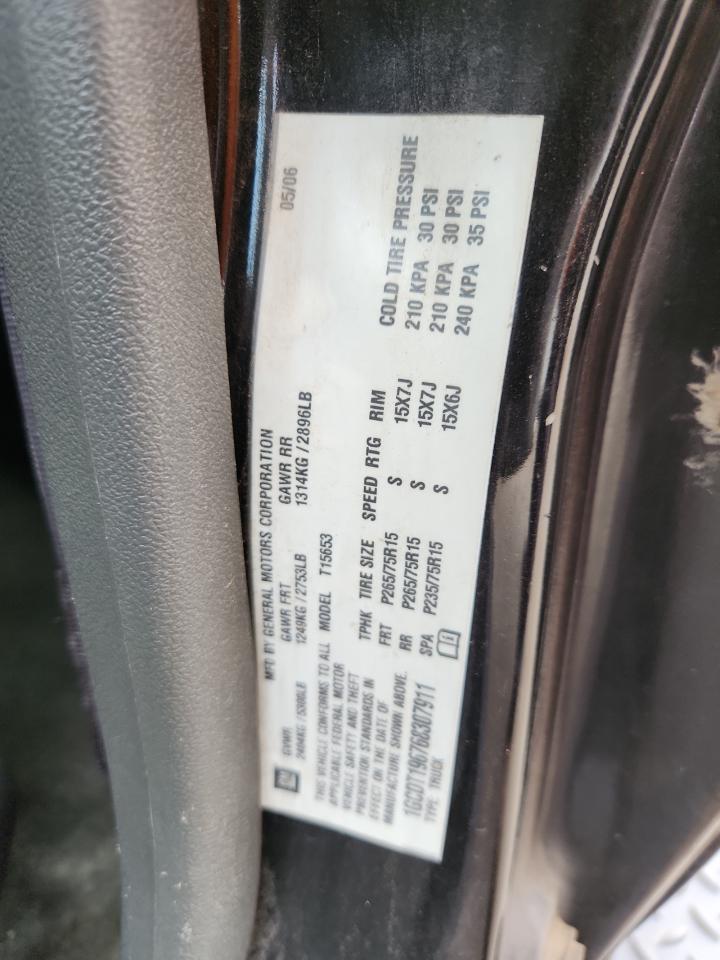 GM
MFD BY GENERAL MOTORS CORPORATION 05/06
GVWR GAWR FRT GAWR RR
2404KG/5300LB 1249KG/2753LB 1314KG/2896LB
THIS VEHICLE CONFORMS TO ALL MODEL T15653
APPLICABLE FEDERAL MOTOR
VEHICLE SAFETY AND THEFT
PREVENTION STANDARDS IN
EFFECT ON THE DATE OF
MANUFACTURE SHOWN ABOVE.
1GCDT196768307911
TYPE TRUCK
TPHK TIRE SIZE SPEED RTG RIM COLD TIRE PRESSURE
FRT P265/75R15 S 15X7J 210 KPA 30 PSI
RR P265/75R15 S 15X7J 210 KPA 30 PSI
SPA P235/75R15 S 15X6J 240 KPA 35 PSI